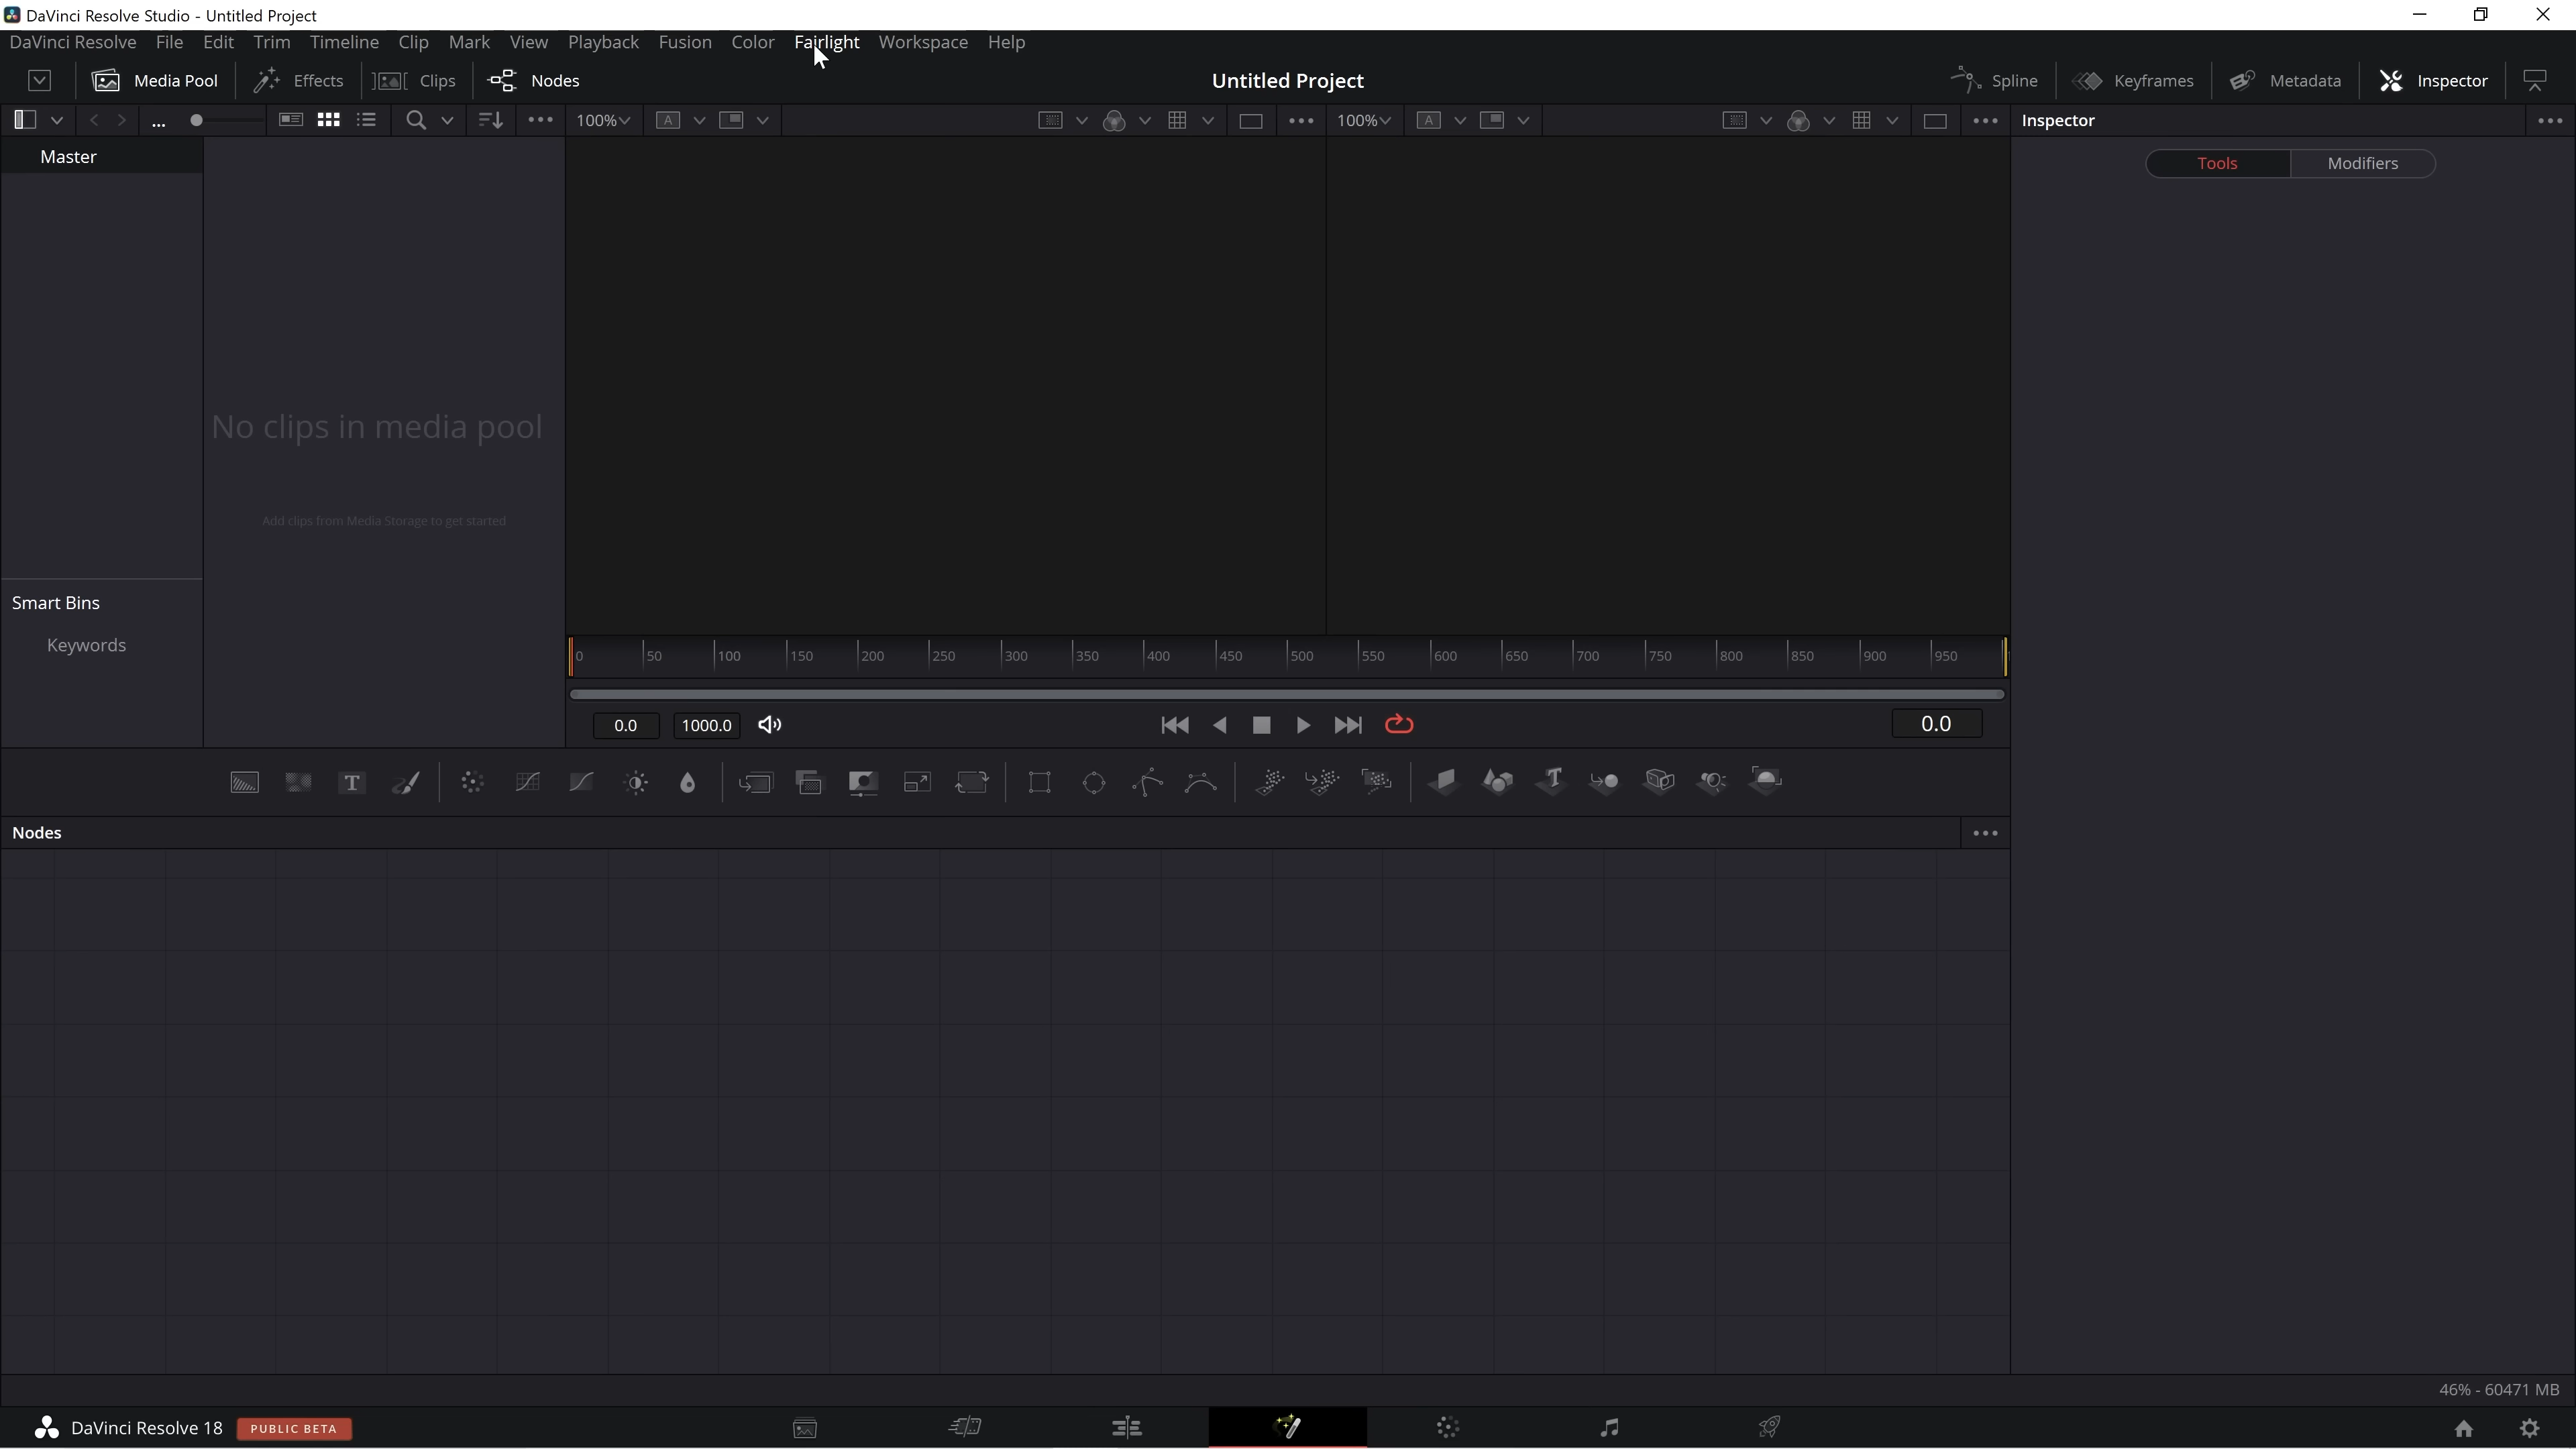 DaVinci Resolve Studio - Untitled Project
DaVinci Resolve File Edit Trim Timeline Clip Mark View Playback Fusion Color Fairlight Workspace Help
Media Pool Effects Clips Nodes Untitled Project Spline Keyframes Metadata Inspector
... 100% A 100% A Inspector
Master
Tools Modifiers
No clips in media pool
Add clips from Media Storage to get started
Smart Bins
Keywords
0 50 100 150 200 250 300 350 400 450 500 550 600 650 700 750 800 850 900 950
0.0 1000.0 0.0
T T
Nodes
46% - 60471 MB
DaVinci Resolve 18 PUBLIC BETA